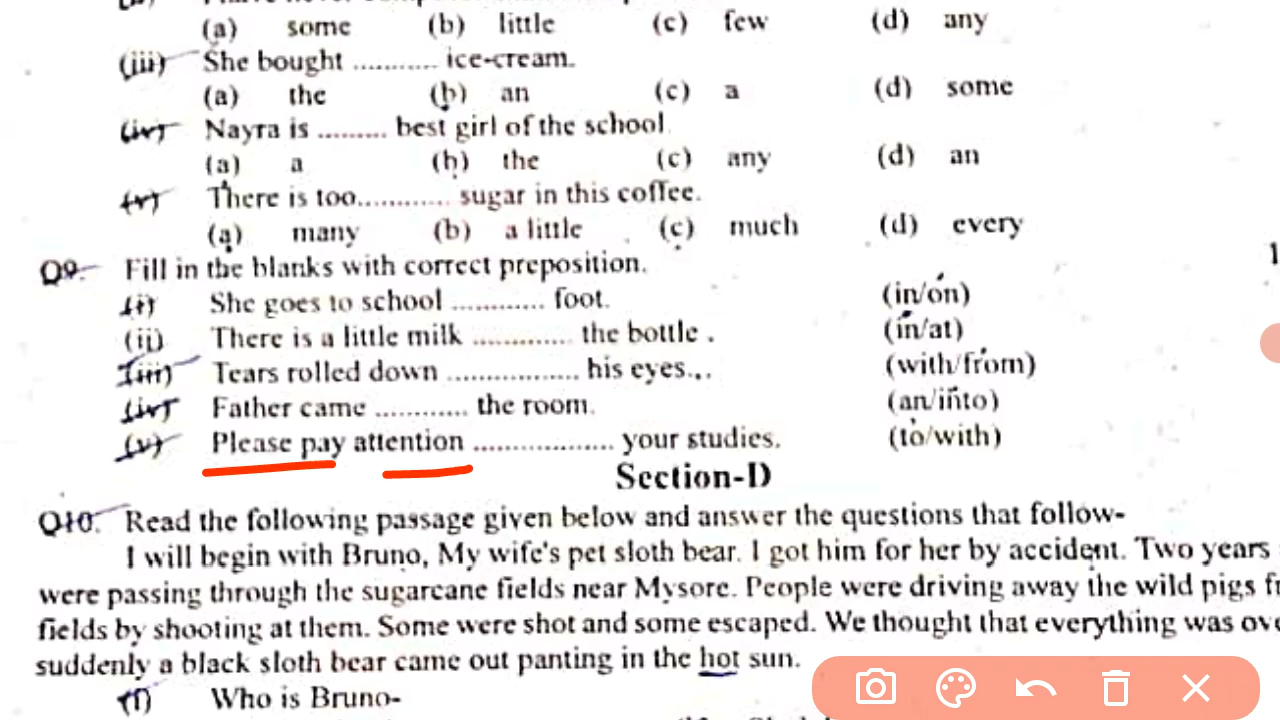 (a) some (b) little (c) few (d) any
(iii) She bought ........... ice-cream.
(a) the (b) an (c) a (d) some
(iv) Nayra is ......... best girl of the school.
(a) a (b) the (c) any (d) an
(v) There is too............. sugar in this coffee.
(a) many (b) a little (c) much (d) every
Q9. Fill in the blanks with correct preposition.
(i) She goes to school ............ foot. (in/on)
(ii) There is a little milk ............. the bottle . (in/at)
(iii) Tears rolled down ................. his eyes... (with/from)
(iv) Father came ............ the room. (an/into)
(v) Please pay attention .................. your studies. (to/with)
Section-D
Q10. Read the following passage given below and answer the questions that follow-
I will begin with Bruno, My wife's pet sloth bear. I got him for her by accident. Two years
were passing through the sugarcane fields near Mysore. People were driving away the wild pigs
fields by shooting at them. Some were shot and some escaped. We thought that everything was
suddenly a black sloth bear came out panting in the hot sun.
(i) Who is Bruno-